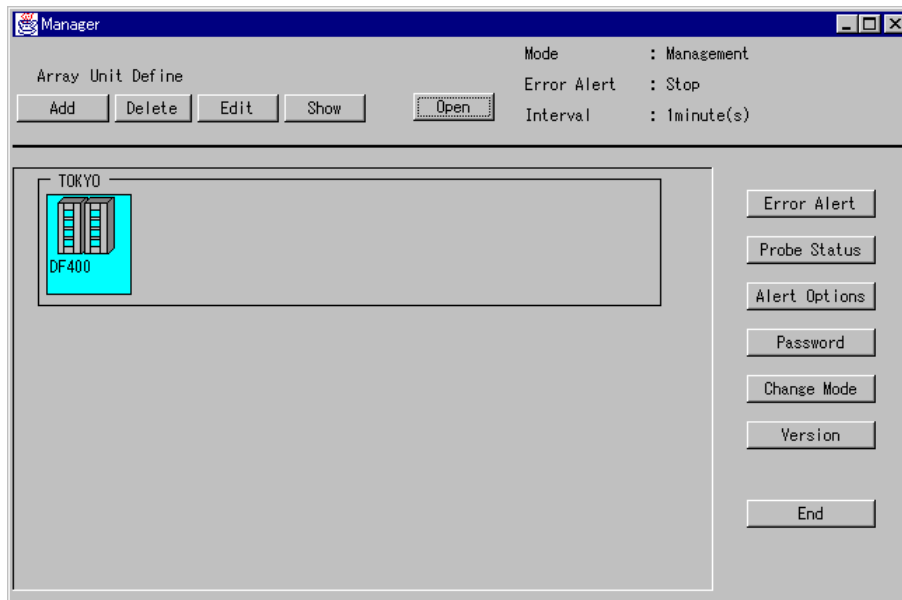 Manager
Mode : Management
Array Unit Define
Error Alert : Stop
Add Delete Edit Show Open
Interval : 1minute(s)
TOKYO
DF400
Error Alert
Probe Status
Alert Options
Password
Change Mode
Version
End